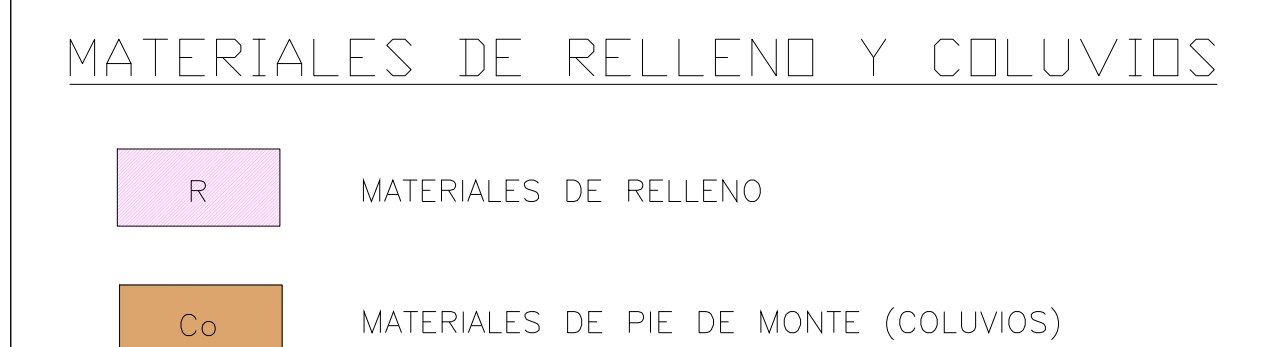 MATERIALES DE RELLENO Y COLUVIOS
R MATERIALES DE RELLENO
Co MATERIALES DE PIE DE MONTE (COLUVIOS)